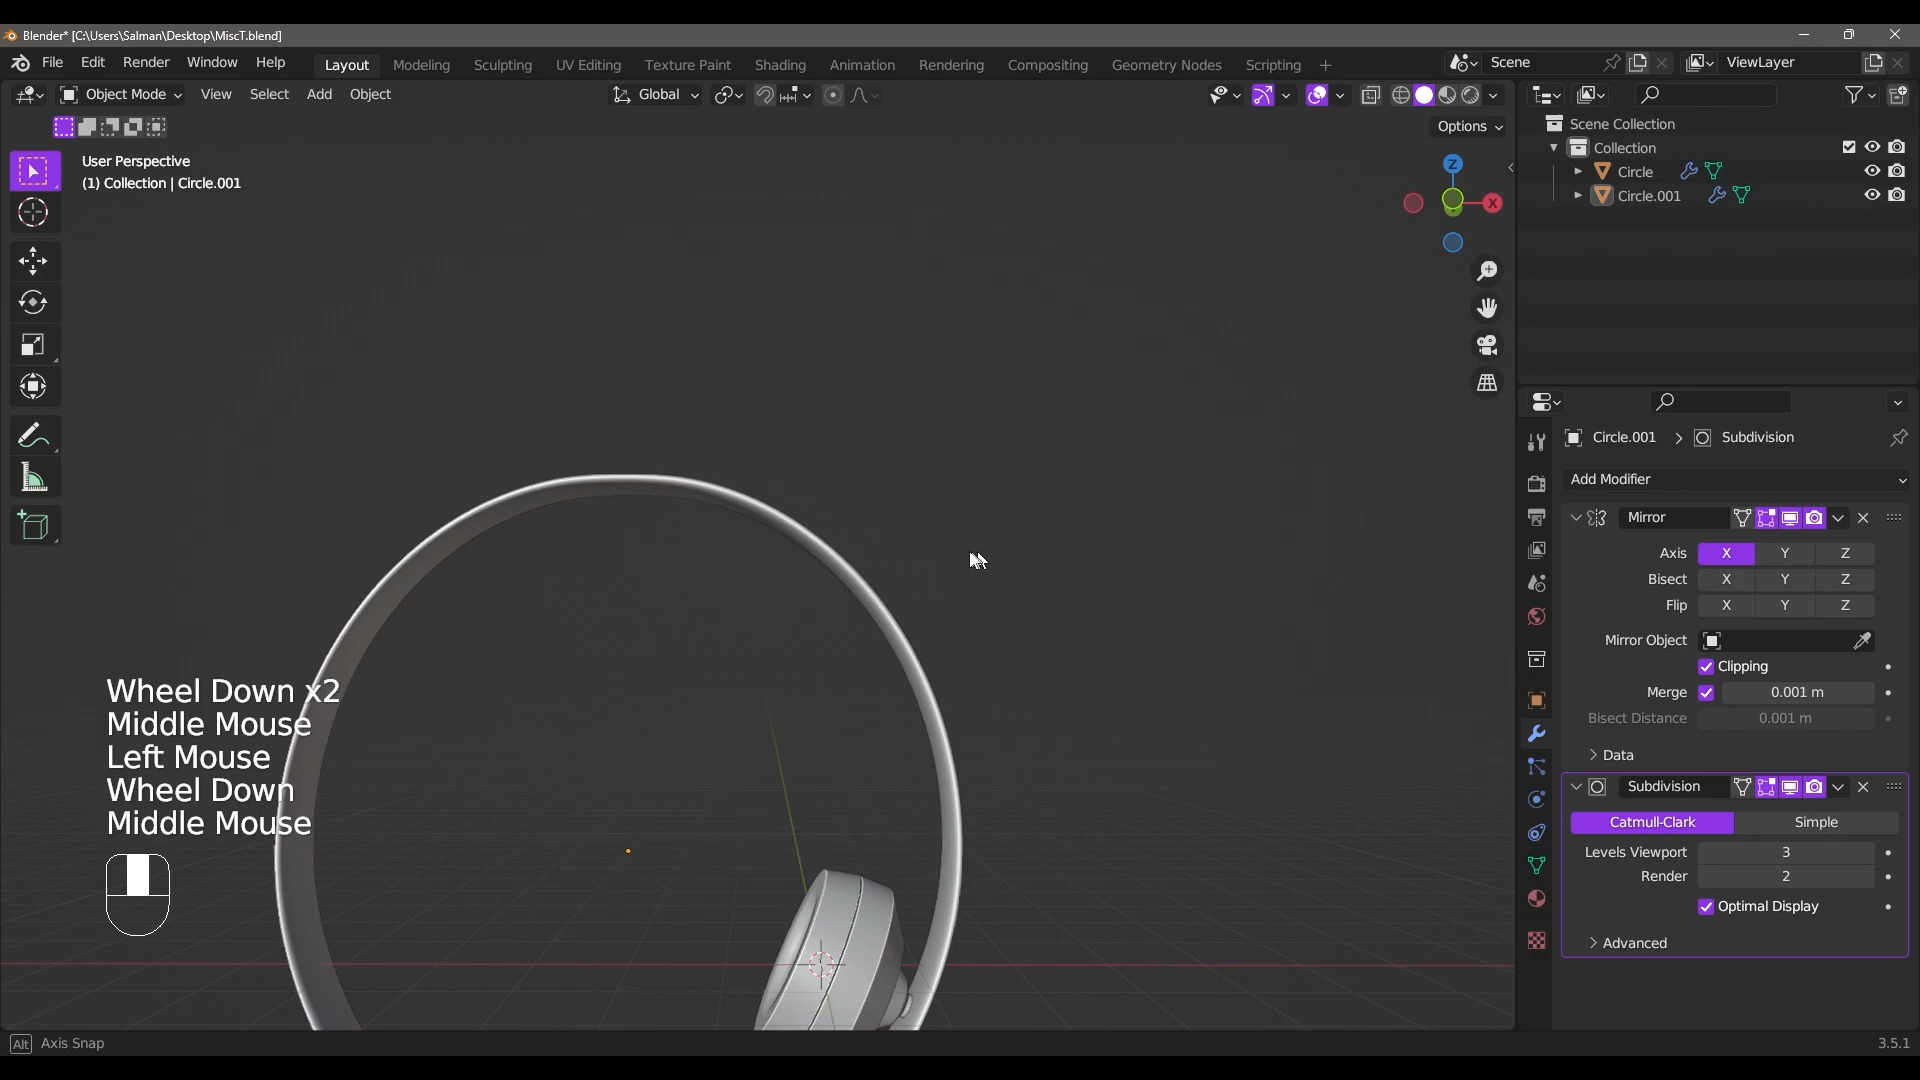 Blender* [C:\Users\Salman\Desktop\MiscT.blend]
File Edit Render Window Help Layout Modeling Sculpting UV Editing Texture Paint Shading Animation Rendering Compositing Geometry Nodes Scripting + Scene ViewLayer
Object Mode View Select Add Object Global
Options
User Perspective
(1) Collection | Circle.001
Z
X
Scene Collection
Collection
Circle
Circle.001
Circle.001 > Subdivision
Add Modifier
Mirror
Axis X Y Z
Bisect X Y Z
Flip X Y Z
Mirror Object
Clipping
Merge 0.001 m
Bisect Distance 0.001 m
Data
Subdivision
Catmull-Clark Simple
Levels Viewport 3
Render 2
Optimal Display
Advanced
Wheel Down x2
Middle Mouse
Left Mouse
Wheel Down
Middle Mouse
Alt Axis Snap
3.5.1